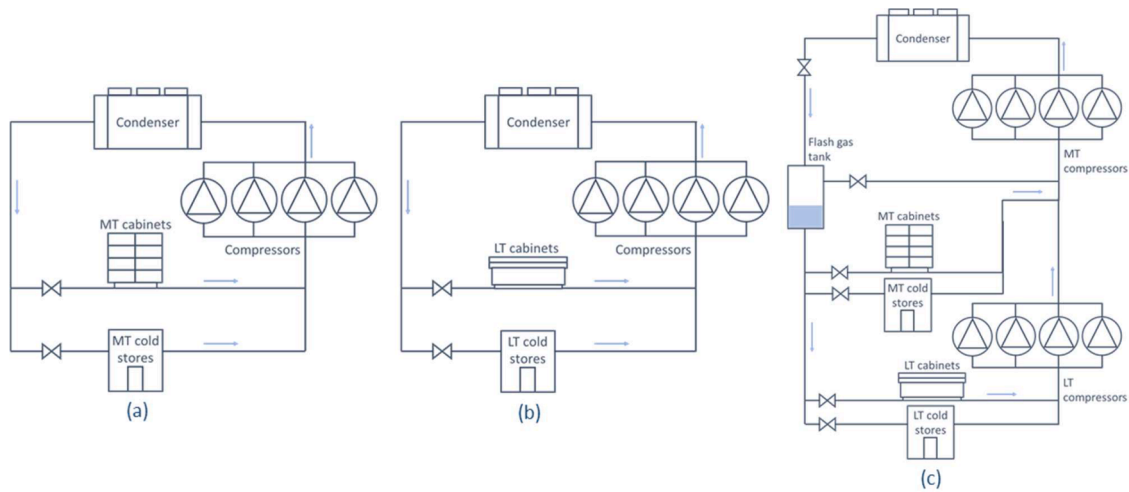 Condenser
MT cabinets
Compressors
MT cold
stores
(a)
Condenser
LT cabinets
Compressors
LT cold
stores
(b)
Condenser
Flash gas
tank
MT
compressors
MT cabinets
MT cold
stores
LT cabinets
LT
compressors
LT cold
stores
(c)